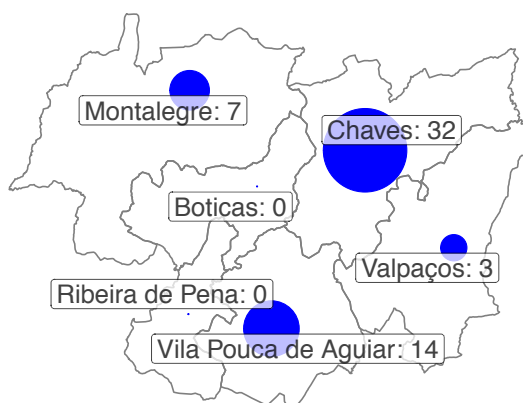 Montalegre: 7
Chaves: 32
Boticas: 0
Valpaços: 3
Ribeira de Pena: 0
Vila Pouca de Aguiar: 14